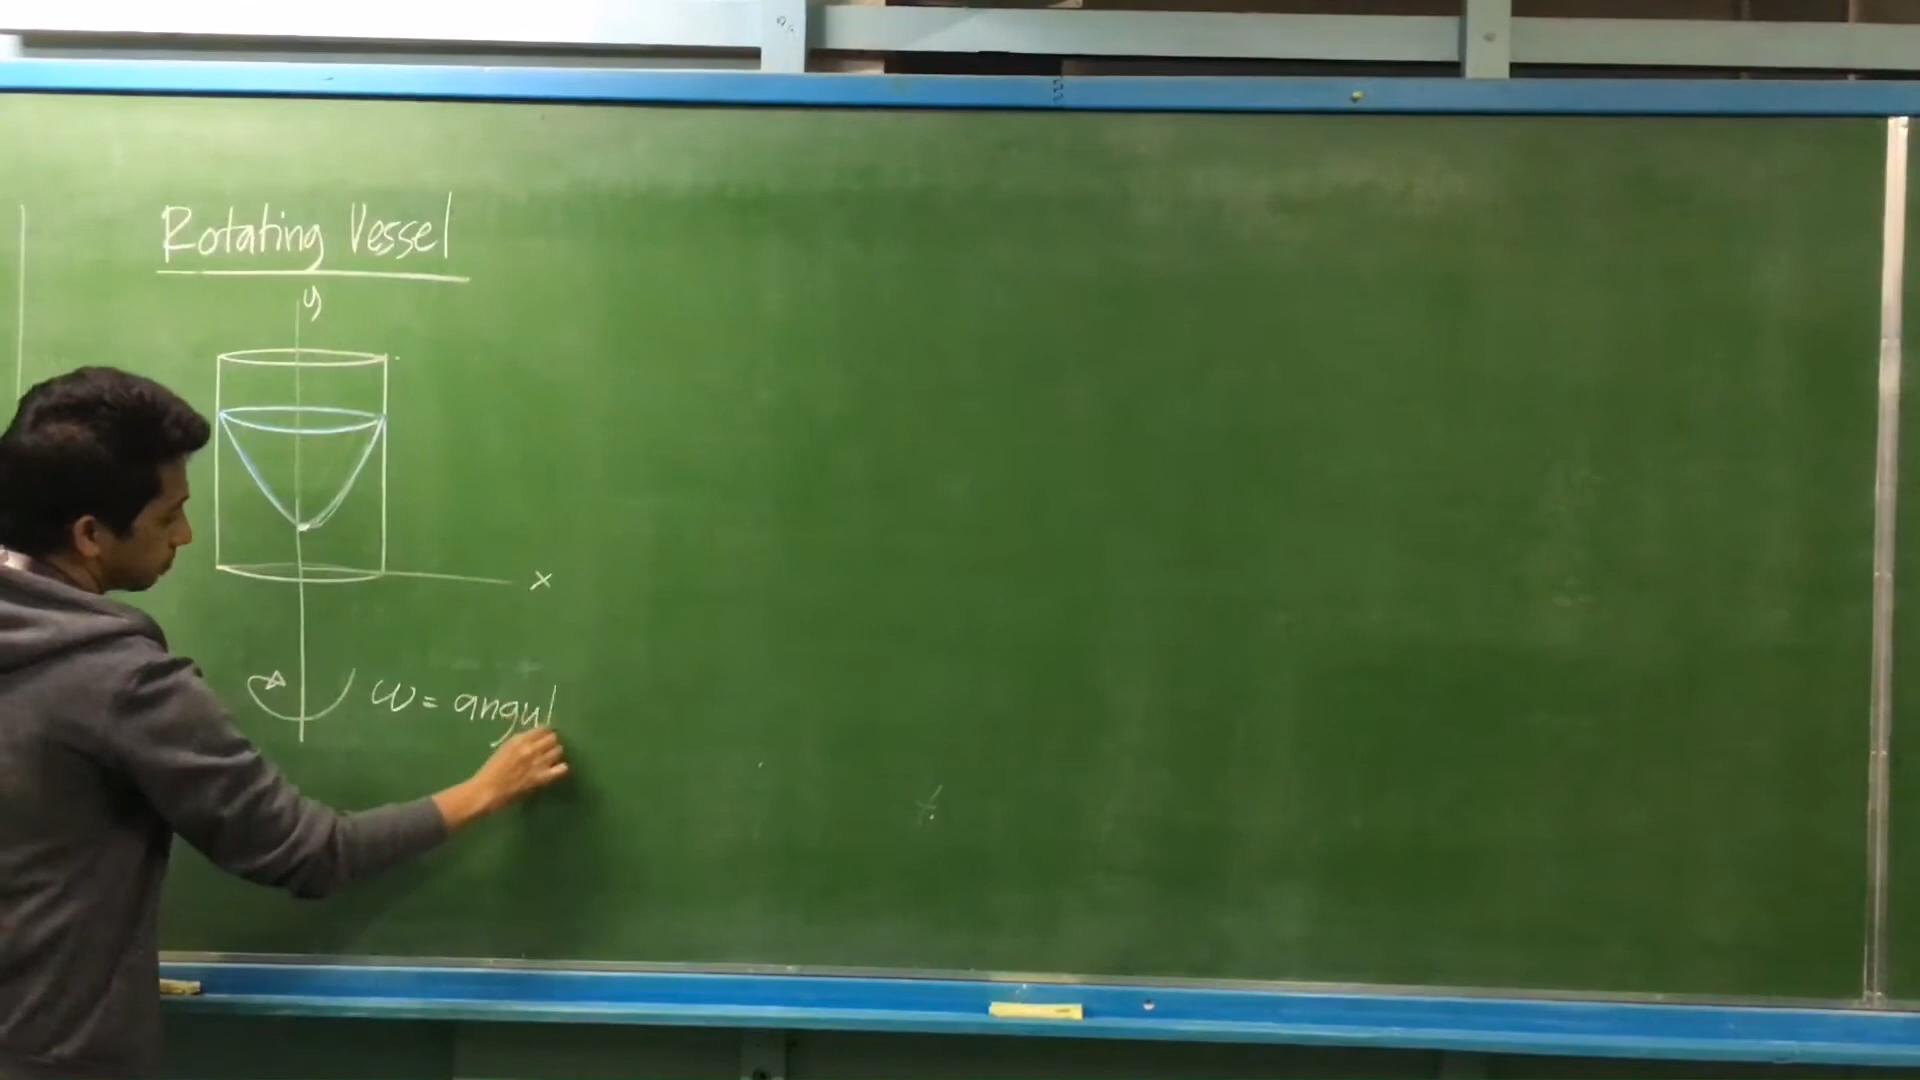 Rotating Vessel
y
x
ω = angul